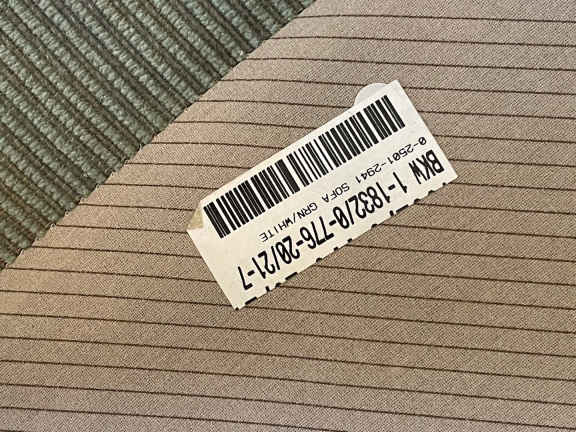 BKW 1-1832/0-776-20/21-7
0-2501-2941 SOFA GRN/WHITE